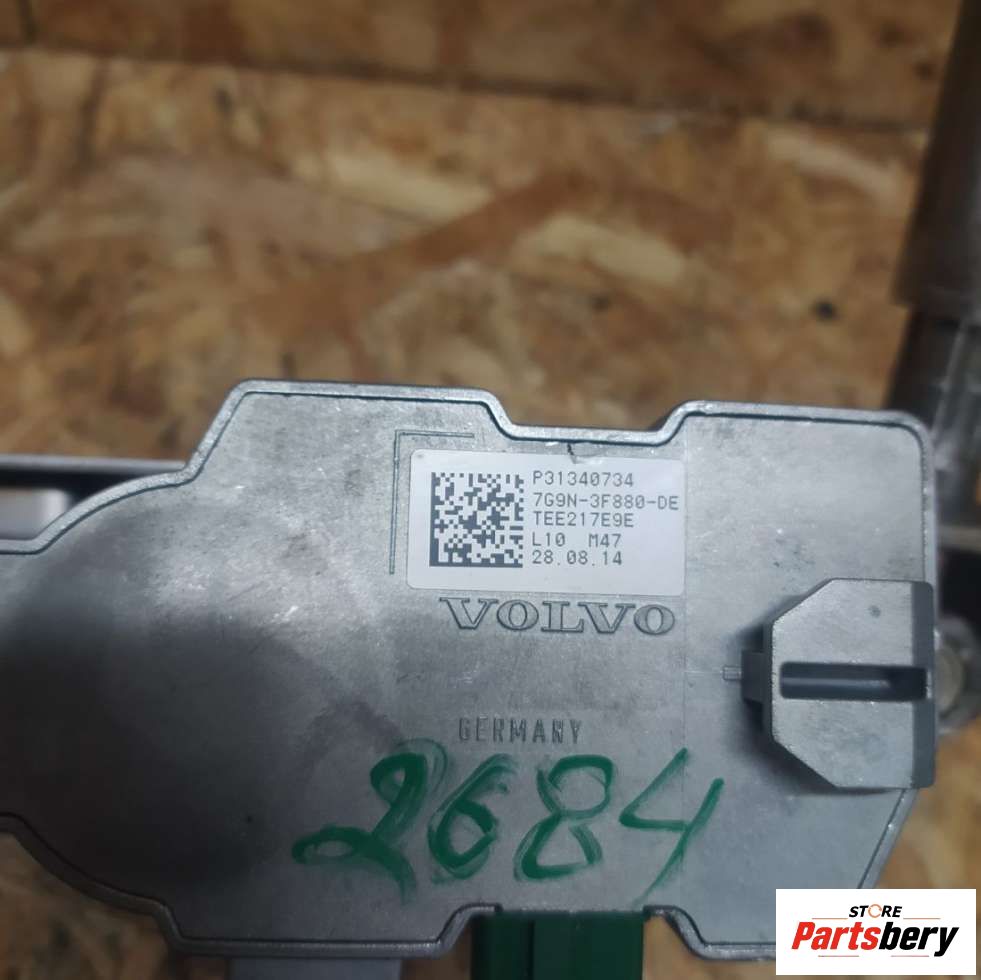 P31340734
7G9N-3F880-DE
TEE217E9E
L10 M47
28.08.14
VOLVO
GERMANY
2684
STORE
Partsbery